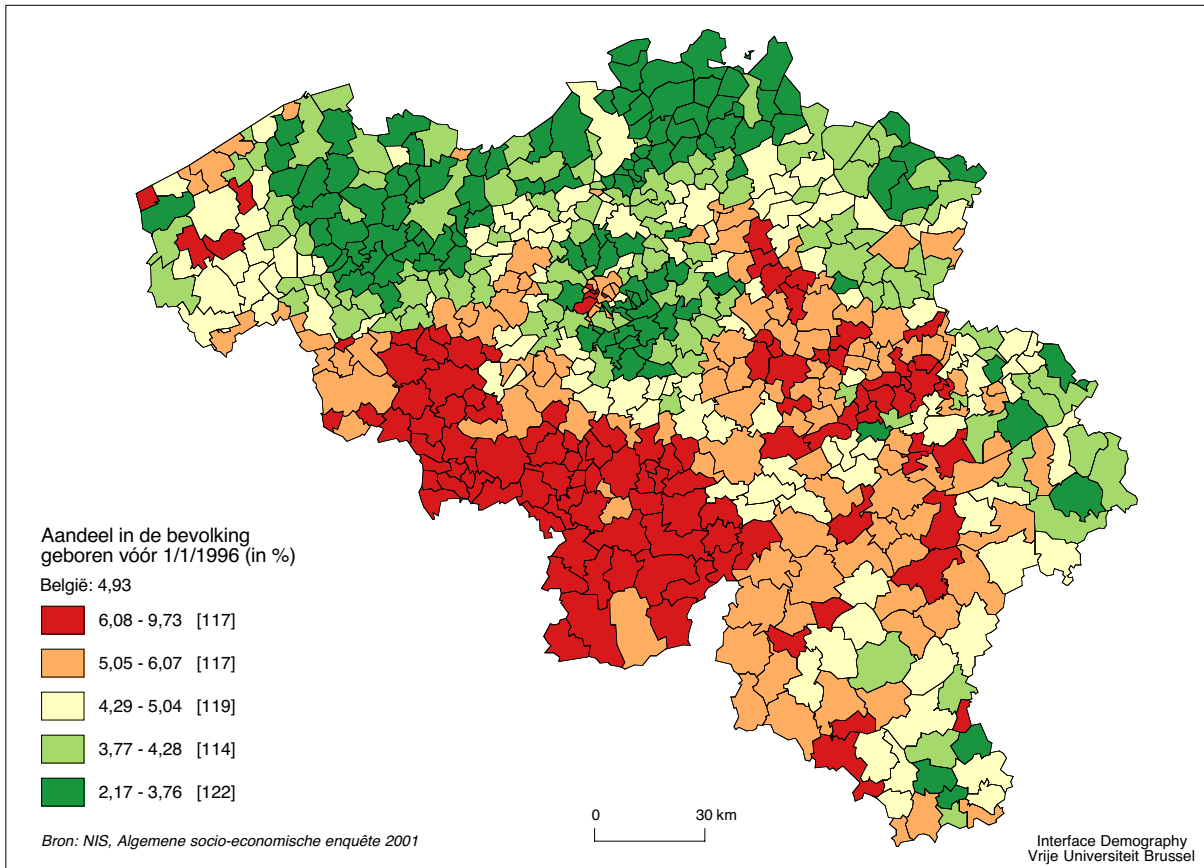 Aandeel in de bevolking
geboren vóór 1/1/1996 (in %)
België: 4,93
6,08 - 9,73 [117]
5,05 - 6,07 [117]
4,29 - 5,04 [119]
3,77 - 4,28 [114]
2,17 - 3,76 [122]
Bron: NIS, Algemene socio-economische enquête 2001
0 30 km
Interface Demography
Vrije Universiteit Brussel